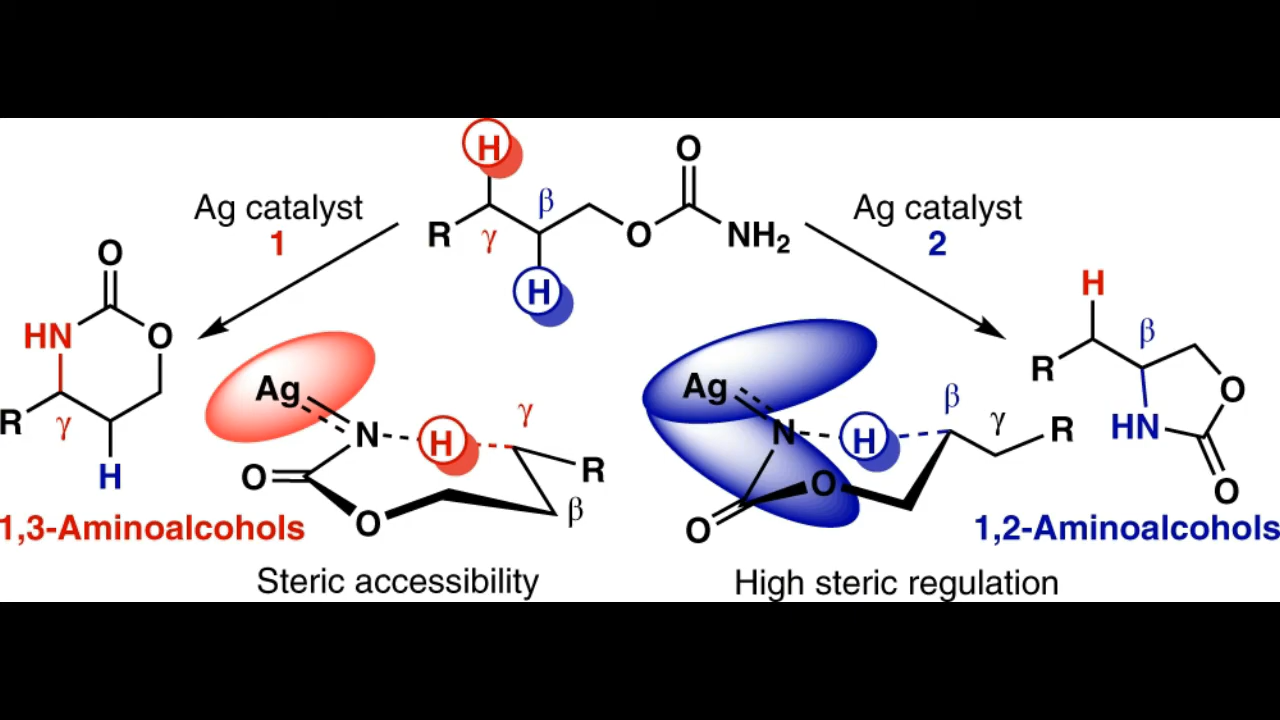 H
O
Ag catalyst
1
β
R
γ
O
NH2
H
Ag catalyst
2
O
HN
O
R
γ
H
1,3-Aminoalcohols
Ag
N
H
γ
R
O
O
β
Steric accessibility
Ag
N
H
β
γ
R
O
O
High steric regulation
H
β
R
O
HN
O
1,2-Aminoalcohols